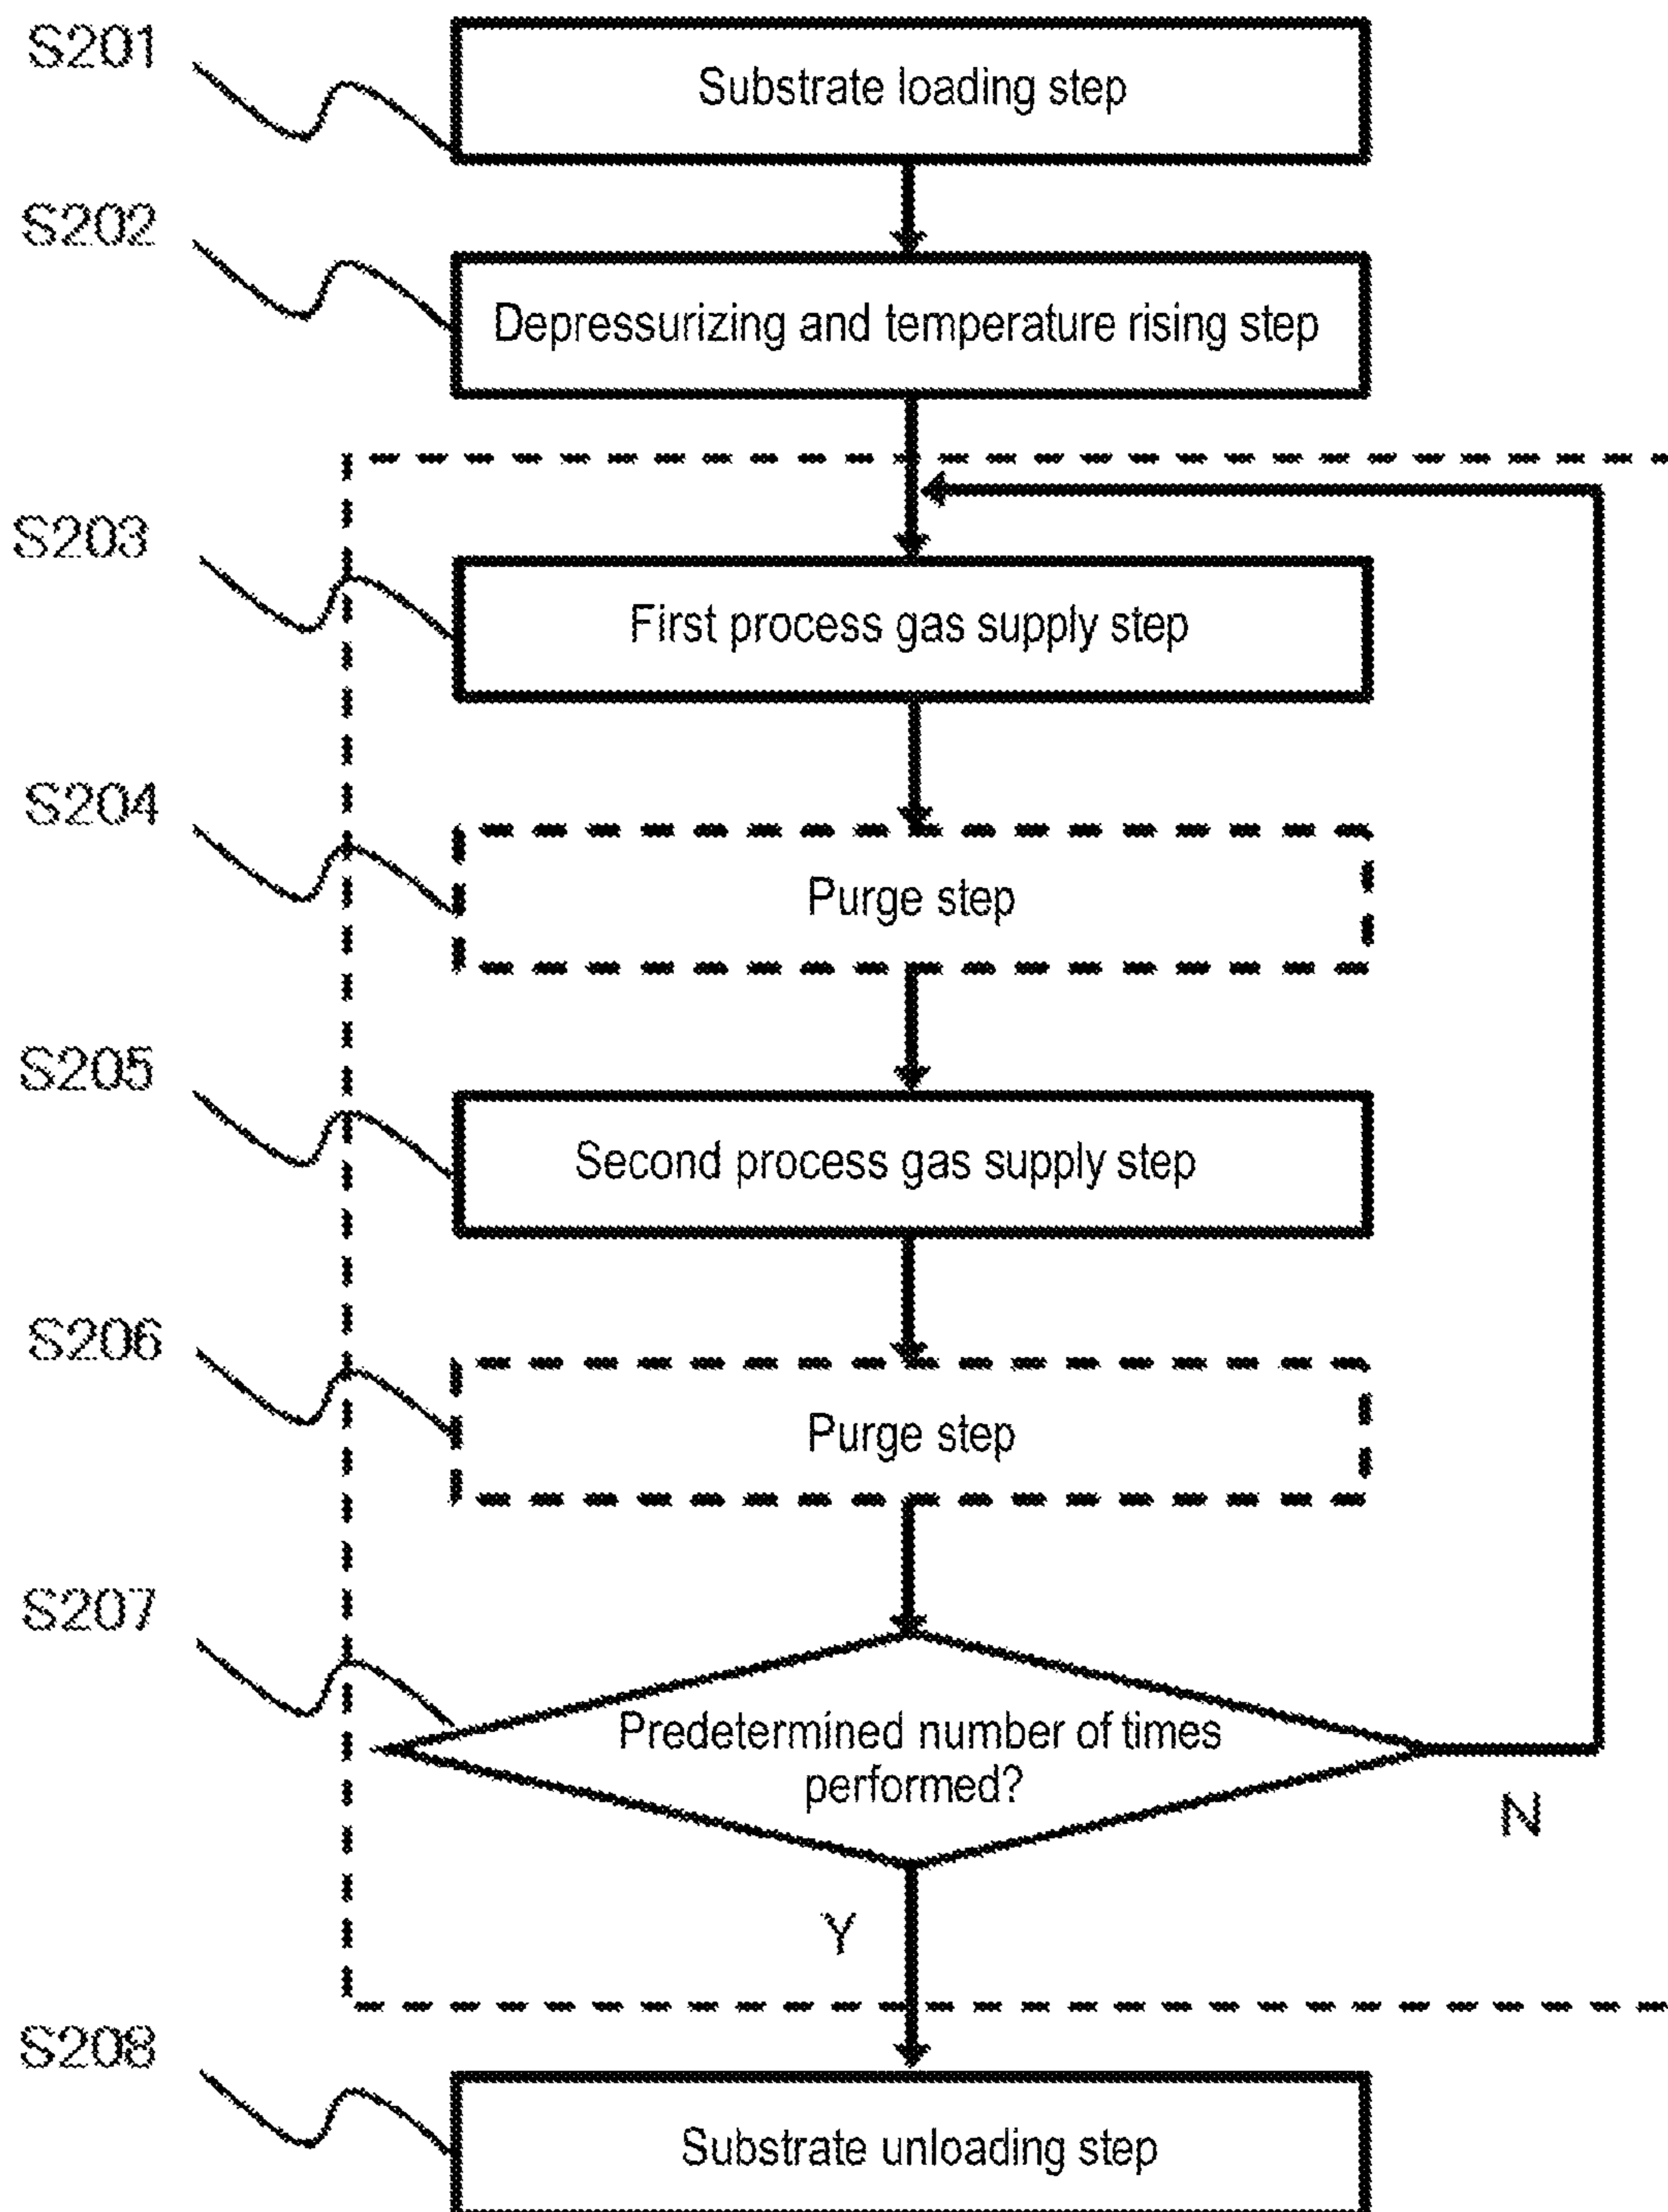 S201
Substrate loading step
S202
Depressurizing and temperature rising step
S203
First process gas supply step
S204
Purge step
S205
Second process gas supply step
S206
Purge step
S207
Predetermined number of times
performed?
N
Y
S208
Substrate unloading step